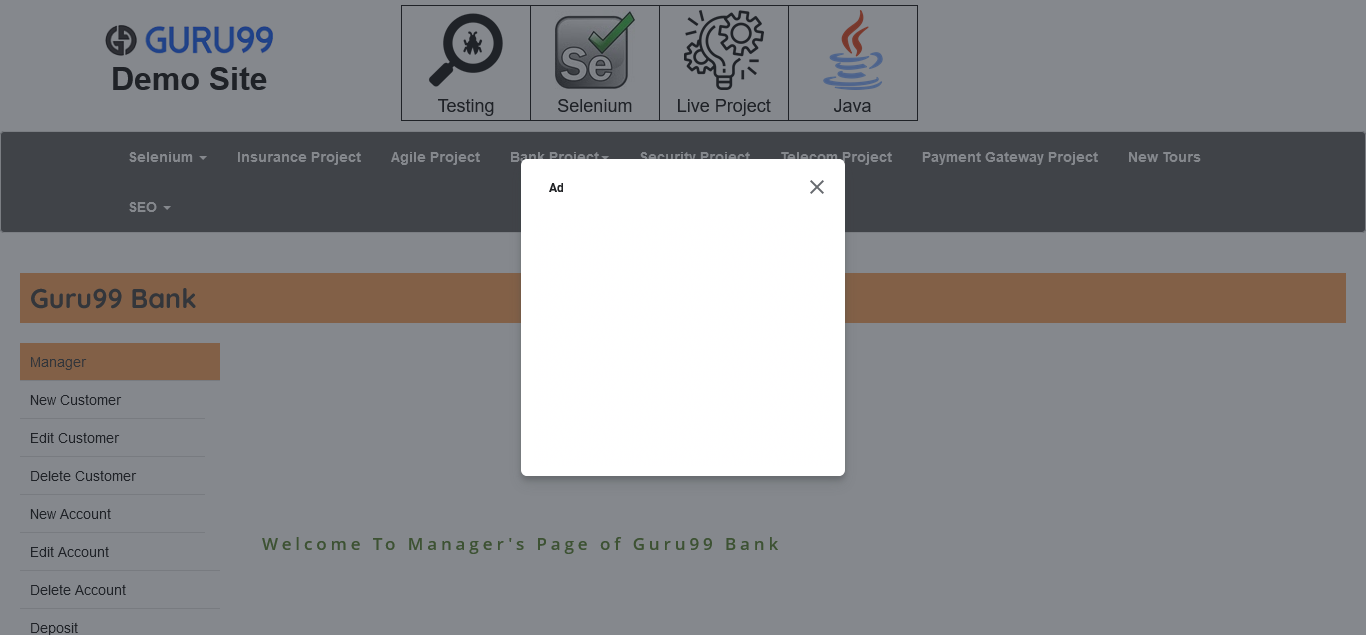 GURU99
Demo Site
Testing
Se
Selenium
Live Project
Java
Selenium
Insurance Project
Agile Project
Bank Project
Security Project
Telecom Project
Payment Gateway Project
New Tours
SEO
Ad
Guru99 Bank
Manager
New Customer
Edit Customer
Delete Customer
New Account
Edit Account
Delete Account
Deposit
Welcome To Manager's Page of Guru99 Bank